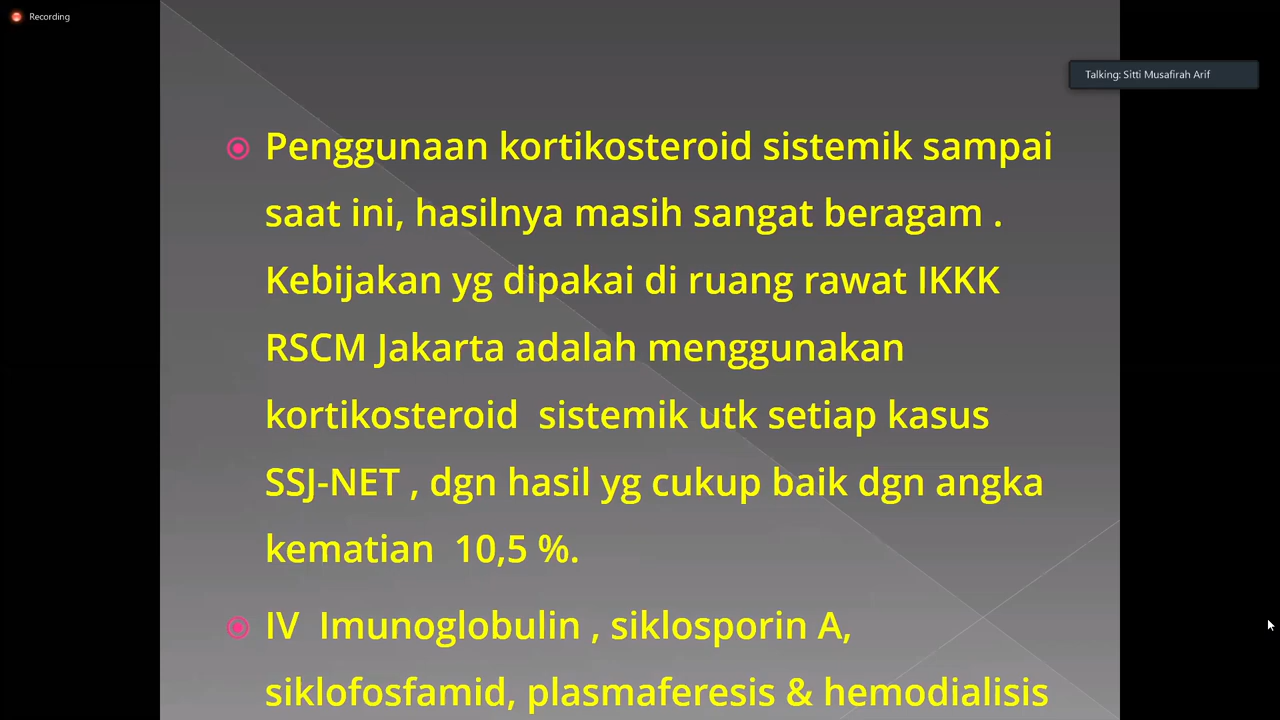 Recording
Talking: Sitti Musafirah Arif
Penggunaan kortikosteroid sistemik sampai
saat ini, hasilnya masih sangat beragam .
Kebijakan yg dipakai di ruang rawat IKKK
RSCM Jakarta adalah menggunakan
kortikosteroid  sistemik utk setiap kasus
SSJ-NET , dgn hasil yg cukup baik dgn angka
kematian  10,5 %.
IV  Imunoglobulin , siklosporin A,
siklofosfamid, plasmaferesis & hemodialisis